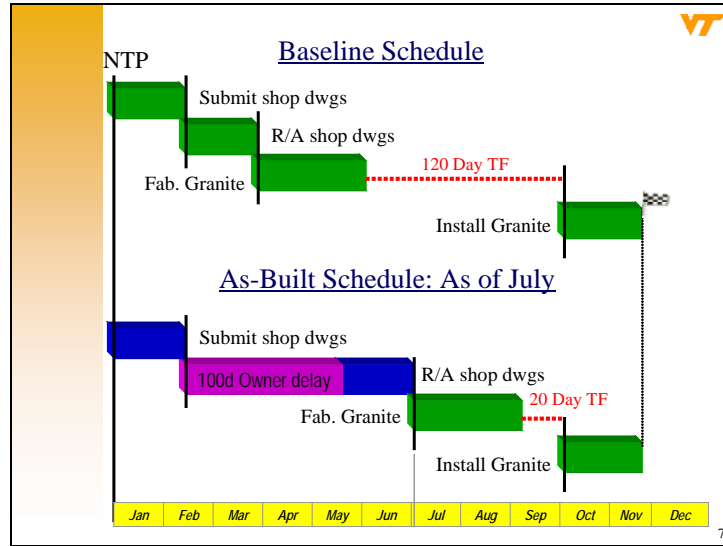 VT
Baseline Schedule
NTP
Submit shop dwgs
R/A shop dwgs
120 Day TF
Fab. Granite
Install Granite
As-Built Schedule: As of July
Submit shop dwgs
100d Owner delay
R/A shop dwgs
20 Day TF
Fab. Granite
Install Granite
Jan Feb Mar Apr May Jun Jul Aug Sep Oct Nov Dec